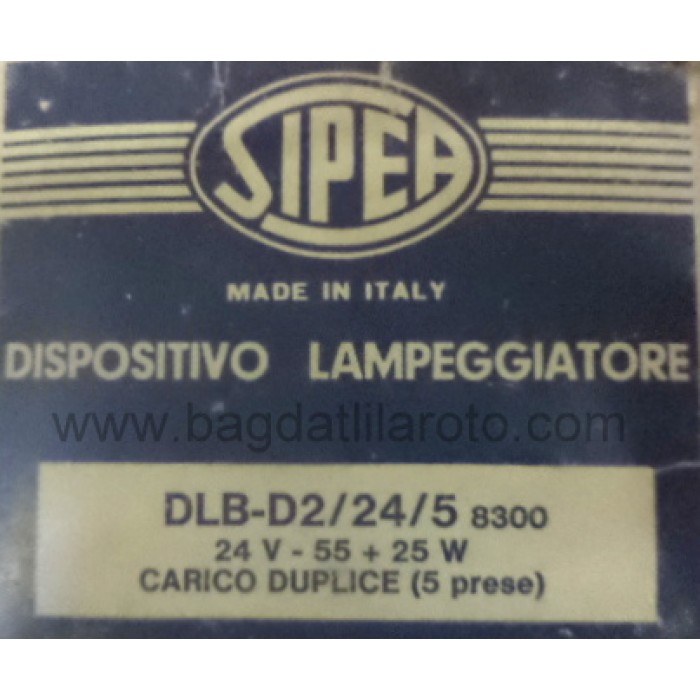 SIPEA
MADE IN ITALY
DISPOSITIVO LAMPEGGIATORE
www.bagdatlilaroto.com
DLB-D2/24/5 8300
24 V - 55 + 25 W
CARICO DUPLICE (5 prese)